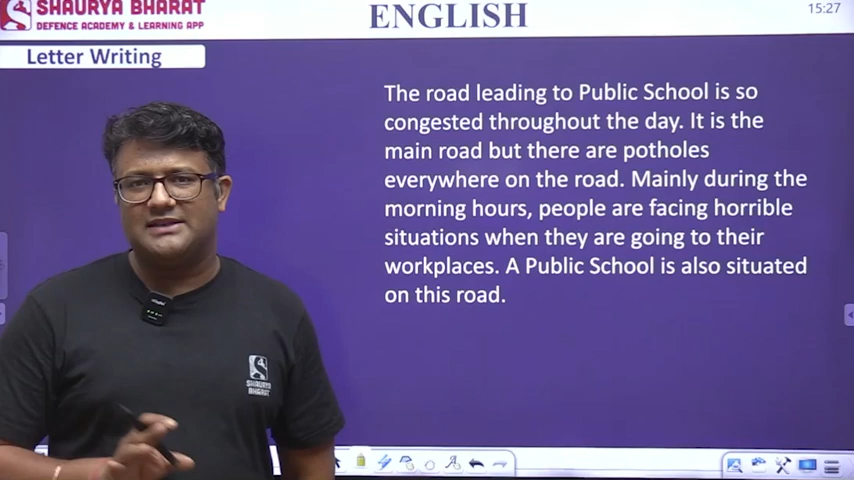 SHAURYA BHARAT
DEFENCE ACADEMY & LEARNING APP
ENGLISH
15:27
Letter Writing
The road leading to Public School is so
congested throughout the day. It is the
main road but there are potholes
everywhere on the road. Mainly during the
morning hours, people are facing horrible
situations when they are going to their
workplaces. A Public School is also situated
on this road.
SHAURYA
BHARAT